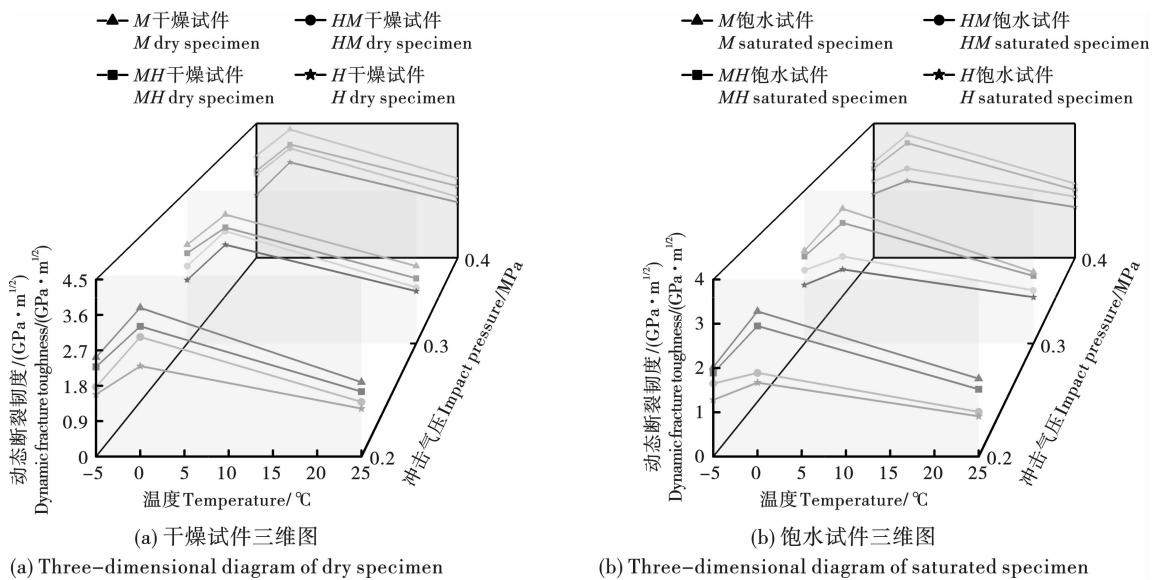 M干燥试件
M dry specimen
HM干燥试件
HM dry specimen
MH干燥试件
MH dry specimen
H干燥试件
H dry specimen
动态断裂韧度/(GPa·m1/2)
Dynamic fracture toughness/(GPa·m1/2)
4.5
3.6
2.7
1.8
0.9
0
-5
0
5
10
15
20
25
温度Temperature/℃
0.2
0.3
0.4
冲击气压Impact pressure/MPa
(a) 干燥试件三维图
(a) Three-dimensional diagram of dry specimen
M饱水试件
M saturated specimen
HM饱水试件
HM saturated specimen
MH饱水试件
MH saturated specimen
H饱水试件
H saturated specimen
动态断裂韧度/(GPa·m1/2)
Dynamic fracture toughness/(GPa·m1/2)
4
3
2
1
0
-5
0
5
10
15
20
25
温度Temperature/℃
0.2
0.3
0.4
冲击气压Impact pressure/MPa
(b) 饱水试件三维图
(b) Three-dimensional diagram of saturated specimen